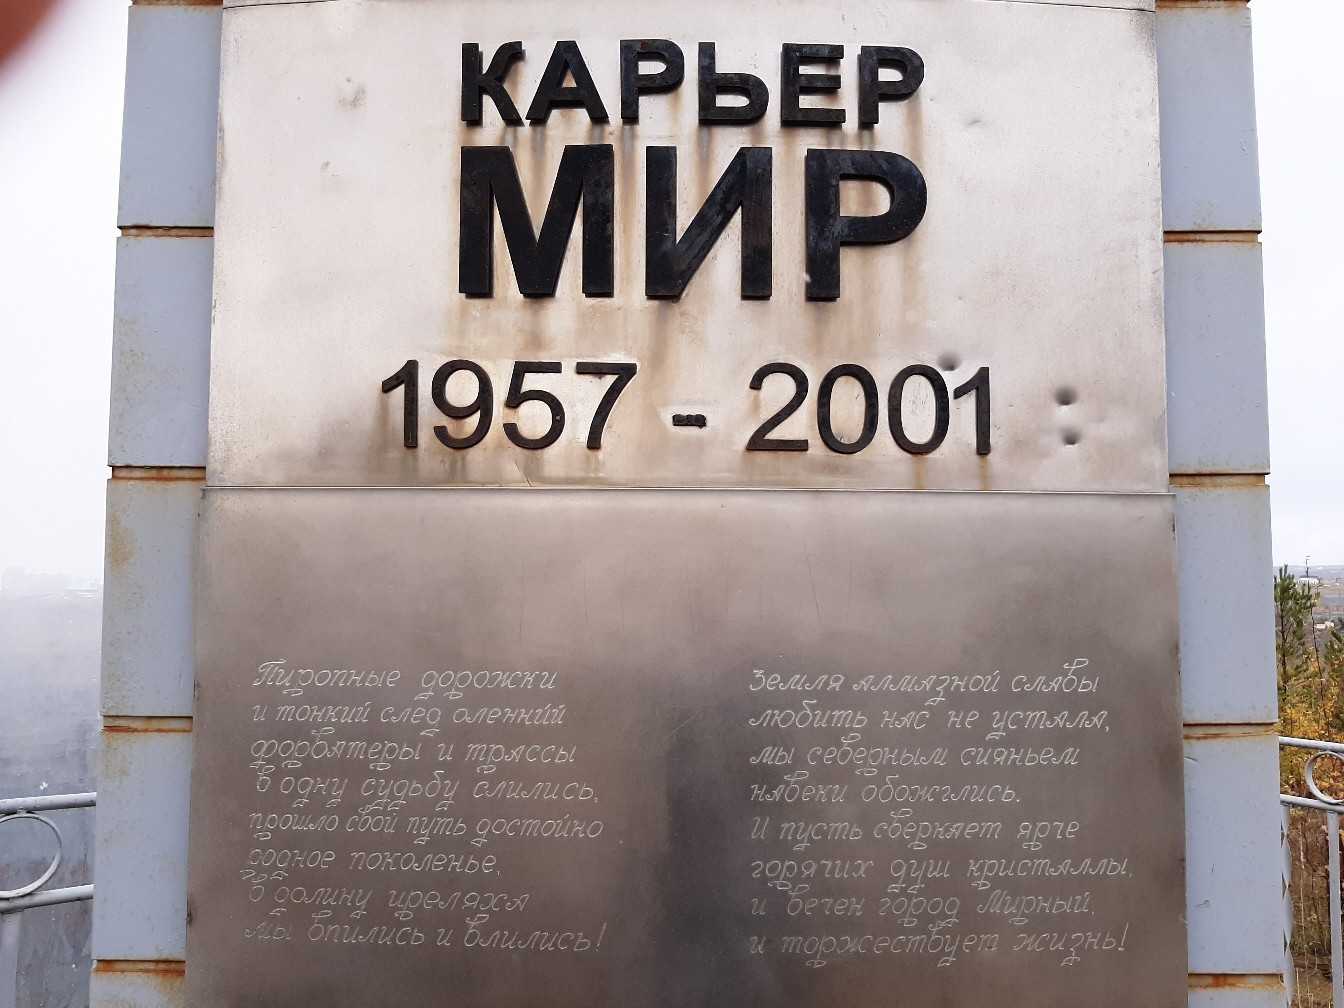 КАРЬЕР
МИР
1957 - 2001
Пиропные дорожки
и тонкий след олений
форватеры и трассы
в одну судьбу слились,
прошло свой путь достойно
родное поколенье,
в долину иреляха
мы впились и влились!
Земля алмазной славы
любить нас не устала,
мы северным сияньем
навеки обожглись.
И пусть сверкает ярче
горячих душ кристаллы,
и вечен город Мирный,
и торжествует жизнь!